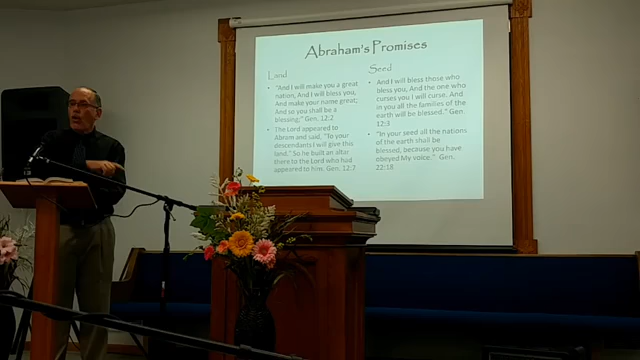 Abraham's Promises
Land
• "And I will make you a great
nation, And I will bless you,
And make your name great;
And so you shall be a
blessing;" Gen. 12:2
• The Lord appeared to
Abram and said, "To your
descendants I will give this
land." So he built an altar
there to the Lord who had
appeared to him. Gen. 12:7
Seed
• And I will bless those who
bless you, And the one who
curses you I will curse. And
in you all the families of the
earth will be blessed." Gen.
12:3
• "In your seed all the nations
of the earth shall be
blessed, because you have
obeyed My voice." Gen.
22:18